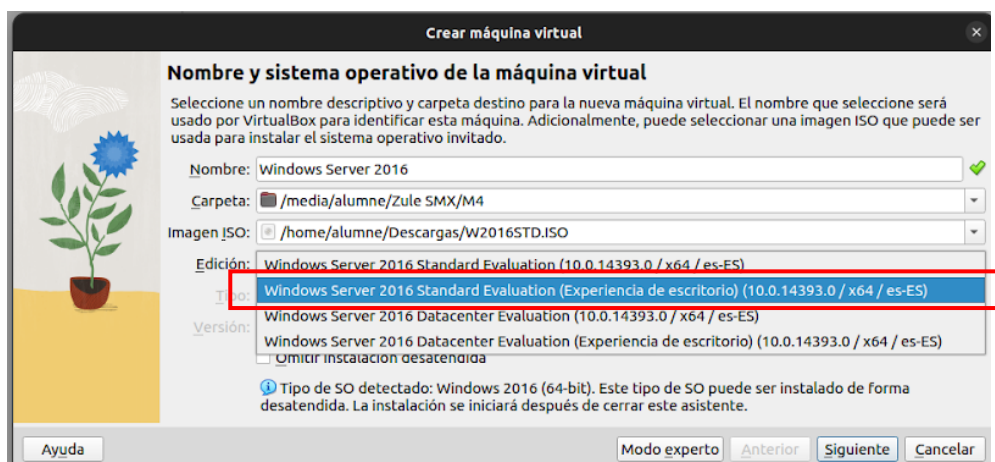 Crear máquina virtual
Nombre y sistema operativo de la máquina virtual
Seleccione un nombre descriptivo y carpeta destino para la nueva máquina virtual. El nombre que seleccione será
usado por VirtualBox para identificar esta máquina. Adicionalmente, puede seleccionar una imagen ISO que puede ser
usada para instalar el sistema operativo invitado.
Nombre: Windows Server 2016
Carpeta: /media/alumne/Zule SMX/M4
Imagen ISO: /home/alumne/Descargas/W2016STD.ISO
Edición: Windows Server 2016 Standard Evaluation (10.0.14393.0 / x64 / es-ES)
Tipo: Windows Server 2016 Standard Evaluation (Experiencia de escritorio) (10.0.14393.0 / x64 / es-ES)
Versión: Windows Server 2016 Datacenter Evaluation (10.0.14393.0 / x64 / es-ES)
Windows Server 2016 Datacenter Evaluation (Experiencia de escritorio) (10.0.14393.0 / x64 / es-ES)
Omitir instalación desatendida
Tipo de SO detectado: Windows 2016 (64-bit). Este tipo de SO puede ser instalado de forma
desatendida. La instalación se iniciará después de cerrar este asistente.
Ayuda Modo experto Anterior Siguiente Cancelar